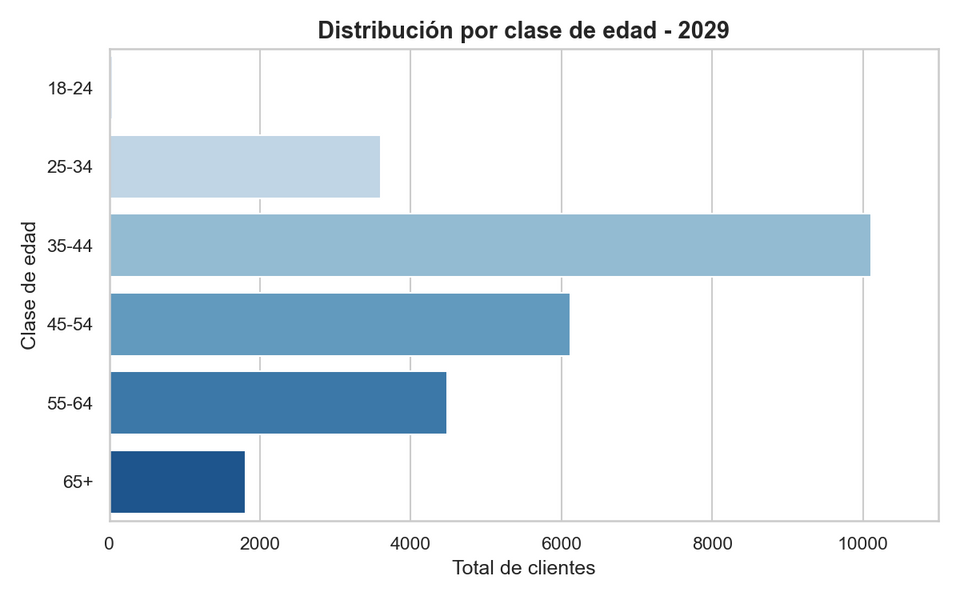 Distribución por clase de edad - 2029
Clase de edad
18-24
25-34
35-44
45-54
55-64
65+
0 2000 4000 6000 8000 10000
Total de clientes